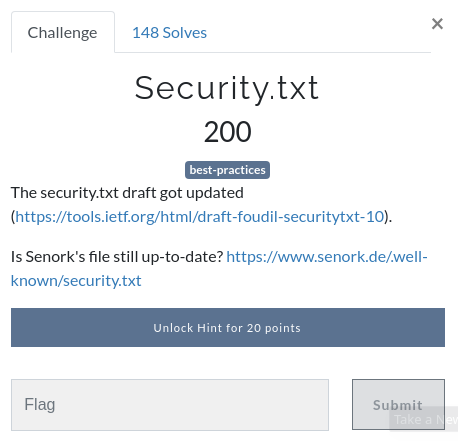 Challenge
148 Solves
×
Security.txt
200
best-practices
The security.txt draft got updated
(https://tools.ietf.org/html/draft-foudil-securitytxt-10).
Is Senork's file still up-to-date? https://www.senork.de/.well-
known/security.txt
Unlock Hint for 20 points
Flag
Submit
Take a New